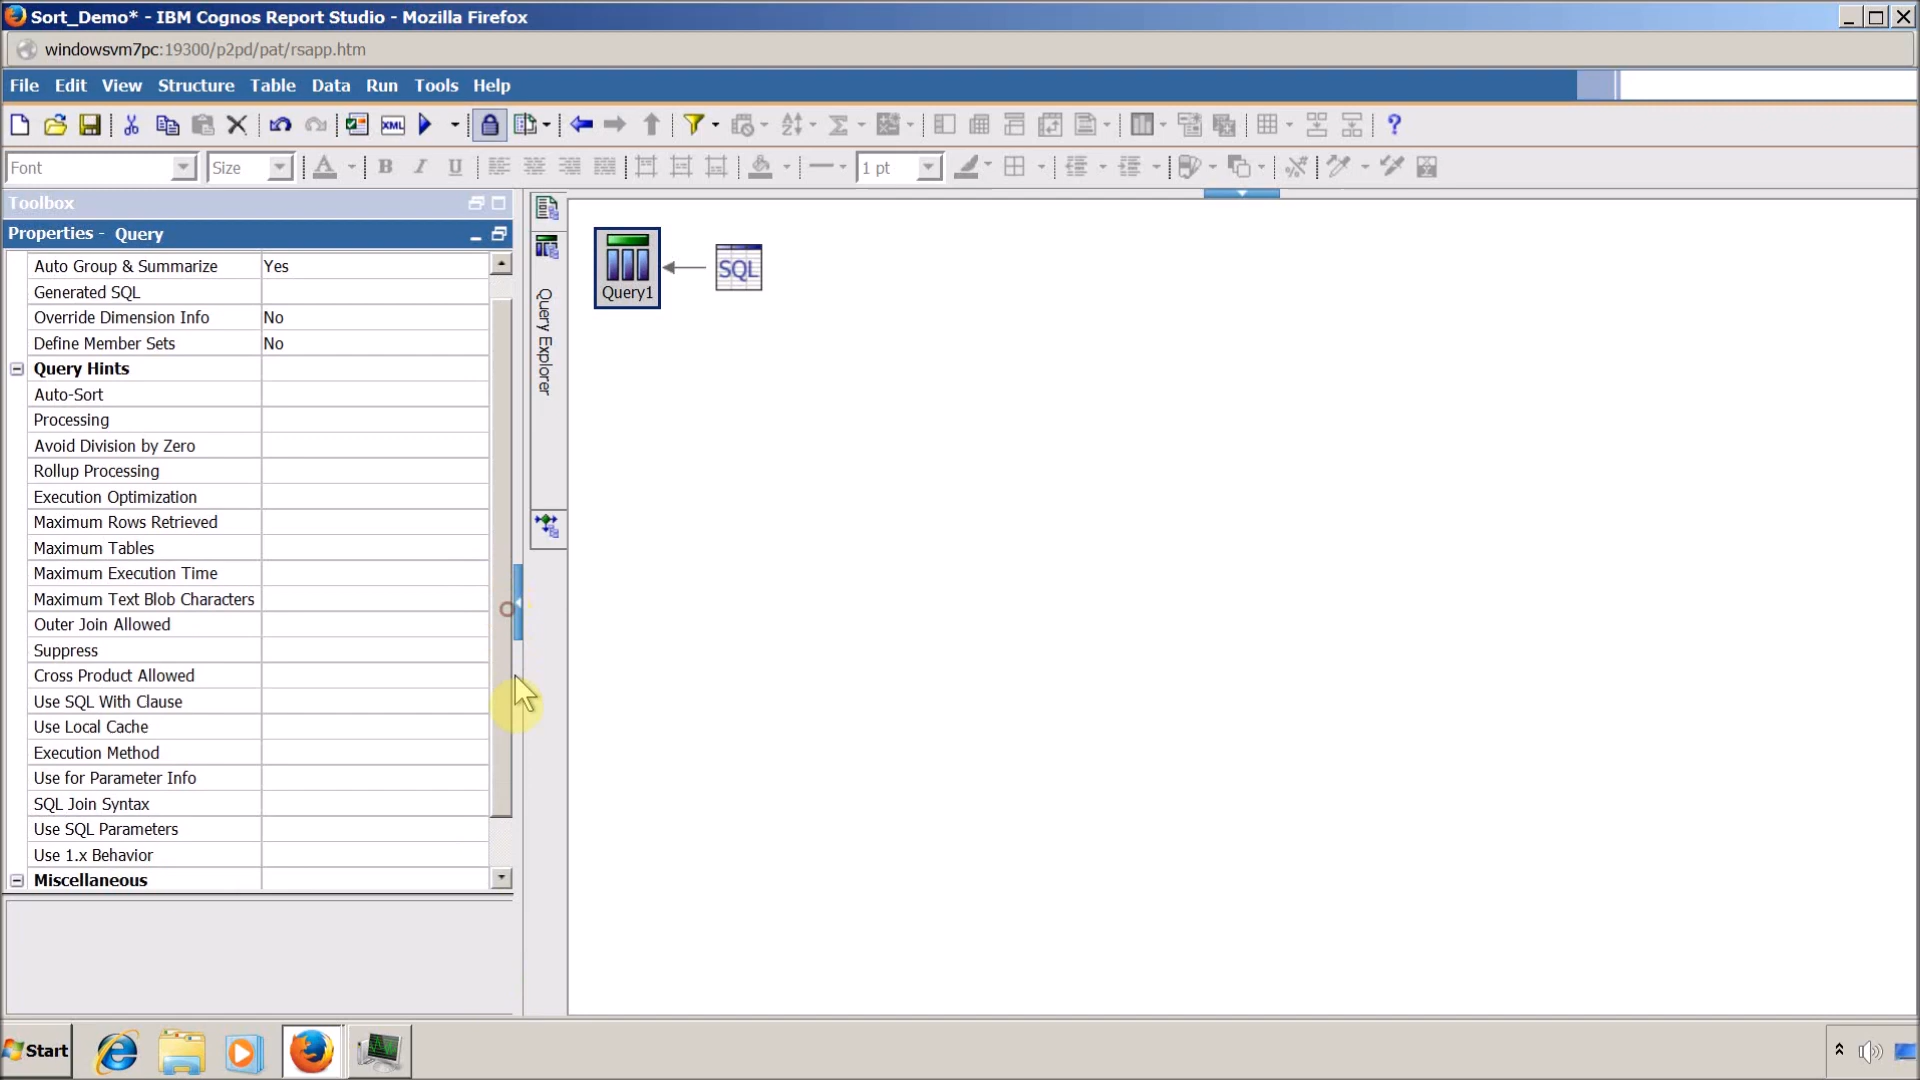 Sort_Demo* - IBM Cognos Report Studio - Mozilla Firefox
windowsvm7pc:19300/p2pd/pat/rsapp.htm
File Edit View Structure Table Data Run Tools Help
XML ?
Font Size A B I U 1 pt
Toolbox
Properties - Query
Auto Group & Summarize Yes
Generated SQL
Override Dimension Info No
Define Member Sets No
Query Hints
Auto-Sort
Processing
Avoid Division by Zero
Rollup Processing
Execution Optimization
Maximum Rows Retrieved
Maximum Tables
Maximum Execution Time
Maximum Text Blob Characters
Outer Join Allowed
Suppress
Cross Product Allowed
Use SQL With Clause
Use Local Cache
Execution Method
Use for Parameter Info
SQL Join Syntax
Use SQL Parameters
Use 1.x Behavior
Miscellaneous
Query Explorer
Query1
SQL
Start